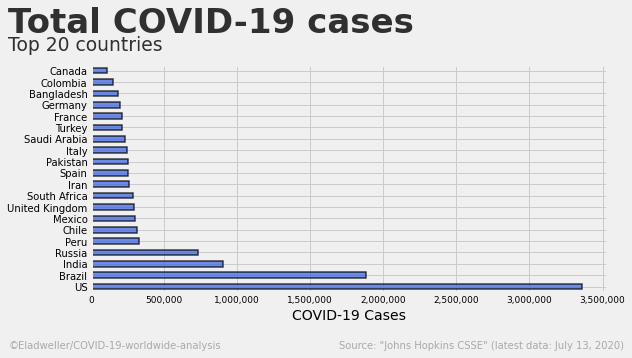 Total COVID-19 cases
Top 20 countries
Canada
Colombia
Bangladesh
Germany
France
Turkey
Saudi Arabia
Italy
Pakistan
Spain
Iran
South Africa
United Kingdom
Mexico
Chile
Peru
Russia
India
Brazil
US
0 500,000 1,000,000 1,500,000 2,000,000 2,500,000 3,000,000 3,500,000
COVID-19 Cases
©Eladweller/COVID-19-worldwide-analysis Source: "Johns Hopkins CSSE" (latest data: July 13, 2020)